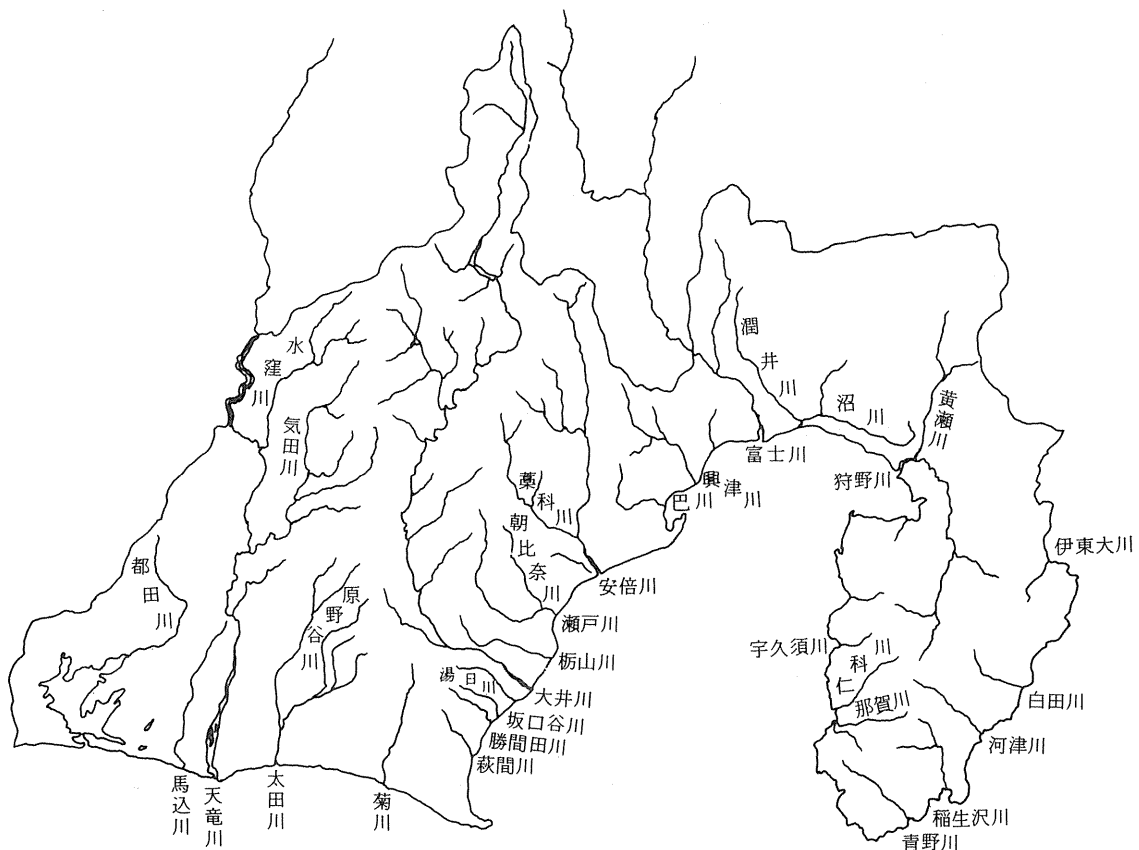 水窪川
気田川
都田川
原野谷川
馬込川
天竜川
太田川
菊川
藁科川
朝比奈川
安倍川
瀬戸川
栃山川
大井川
湯日川
坂口谷川
勝間田川
萩間川
巴川
興津川
富士川
潤井川
沼川
黄瀬川
狩野川
伊東大川
宇久須川
仁科川
那賀川
白田川
河津川
稲生沢川
青野川